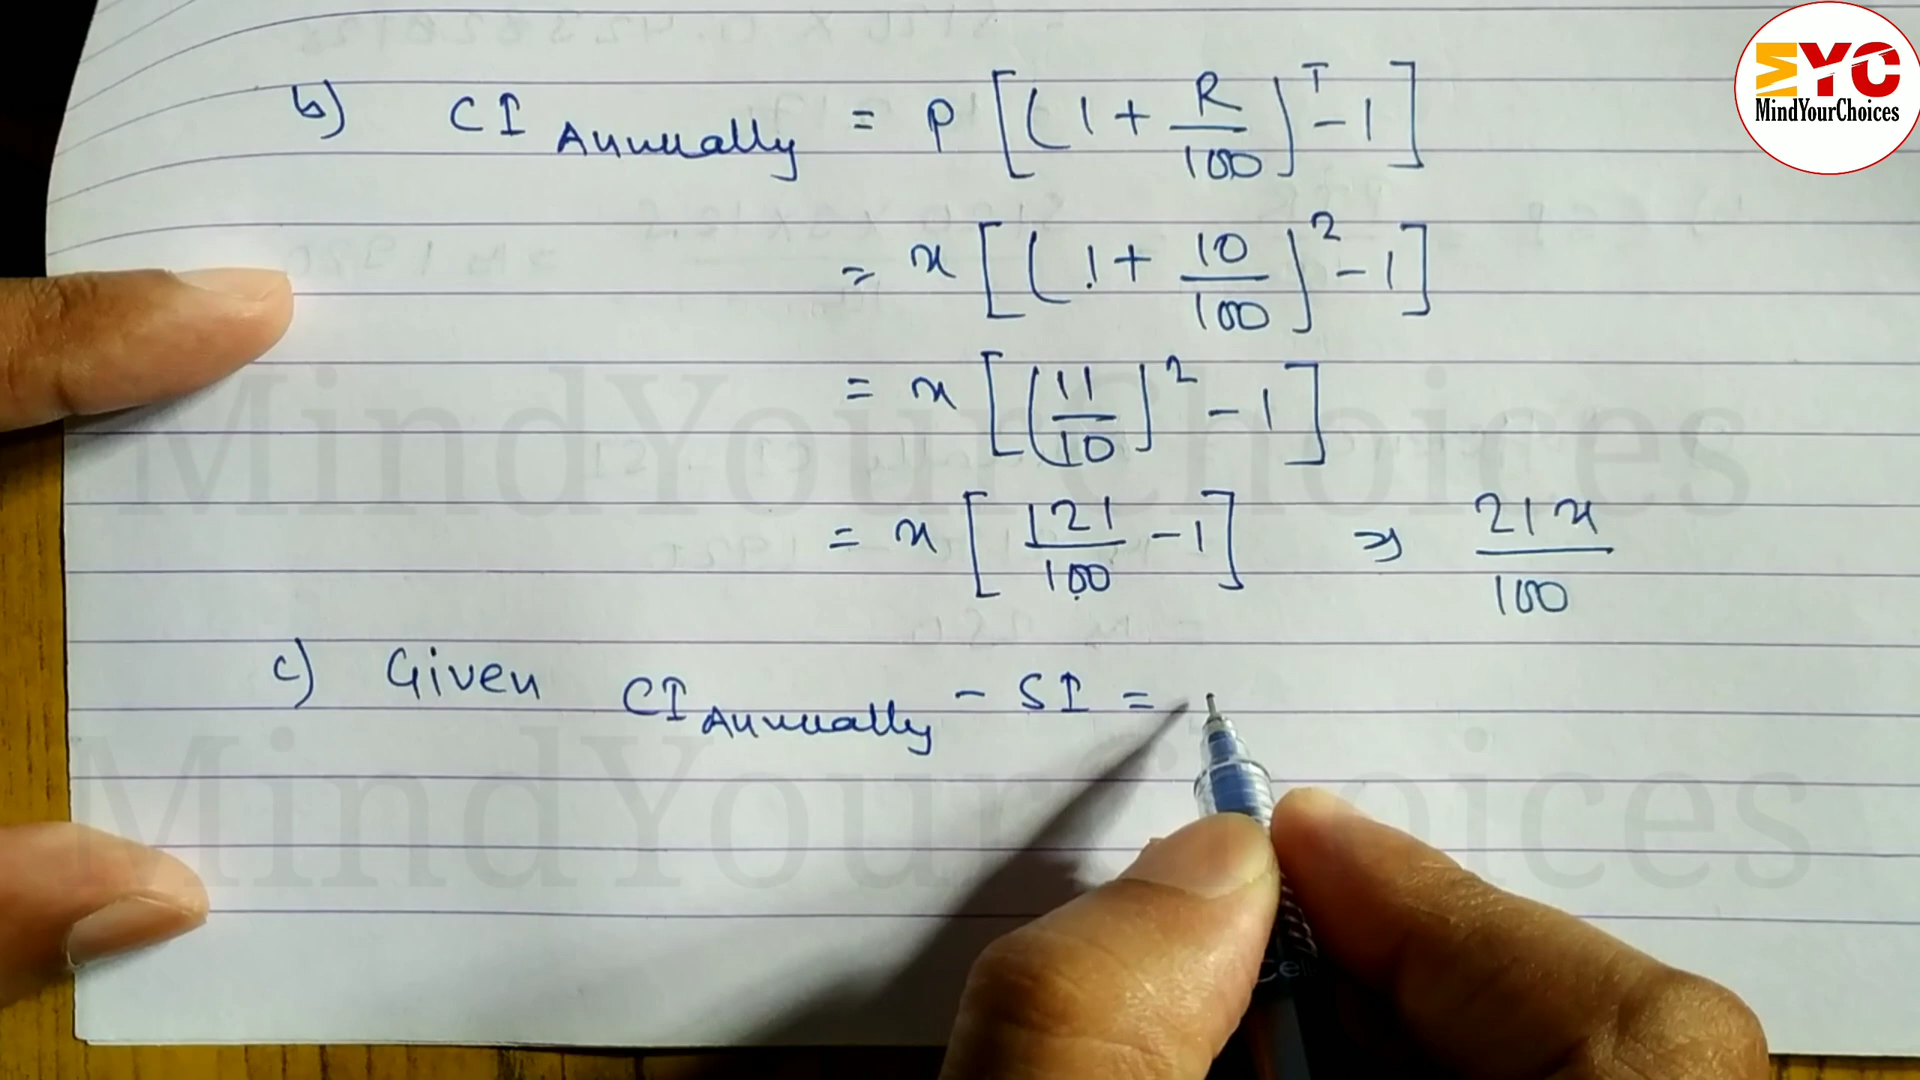 MYC
MindYourChoices
b) CI Annually = P [(1 + R/100)^T - 1]
= x [(1 + 10/100)^2 - 1]
= x [(11/10)^2 - 1]
= x [121/100 - 1] ⇒ 21x/100
c) Given CI Annually - SI =
MindYourChoices
MindYourChoices